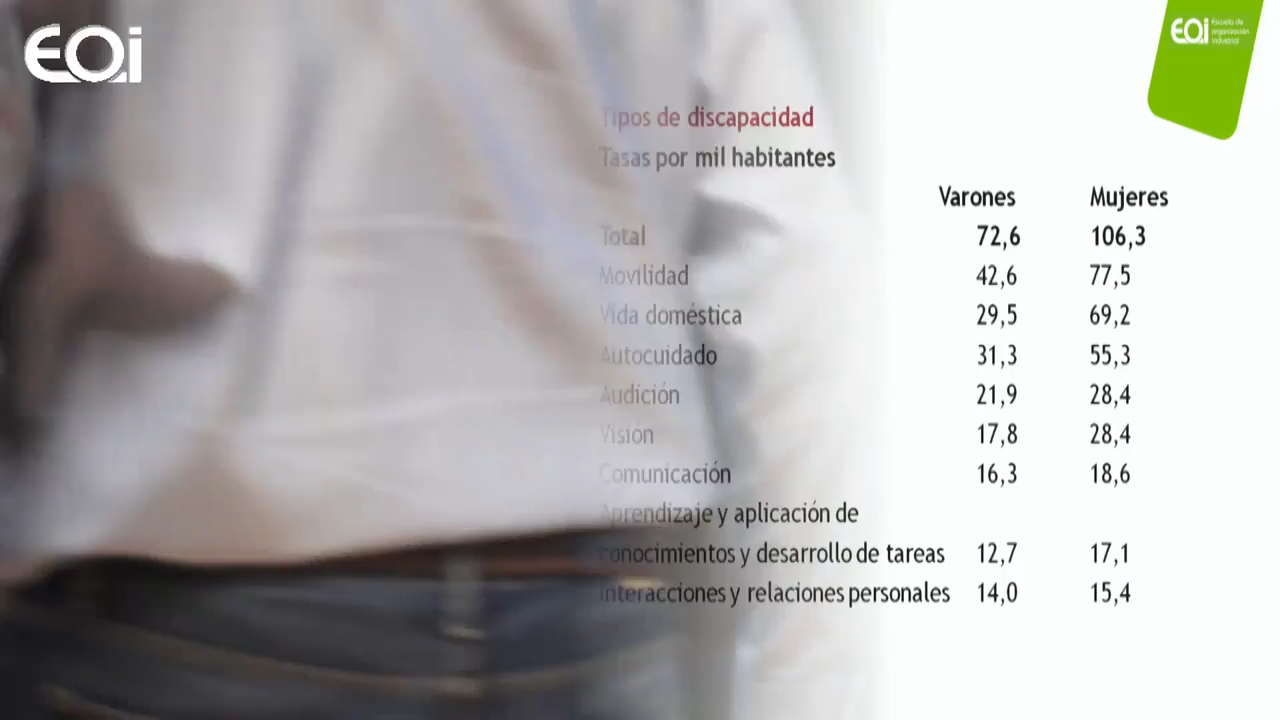 EOi
EOi Escuela de
organización
industrial
Tipos de discapacidad
Tasas por mil habitantes
Varones Mujeres
Total 72,6 106,3
Movilidad 42,6 77,5
Vida doméstica 29,5 69,2
Autocuidado 31,3 55,3
Audición 21,9 28,4
Visión 17,8 28,4
Comunicación 16,3 18,6
Aprendizaje y aplicación de
conocimientos y desarrollo de tareas 12,7 17,1
Interacciones y relaciones personales 14,0 15,4